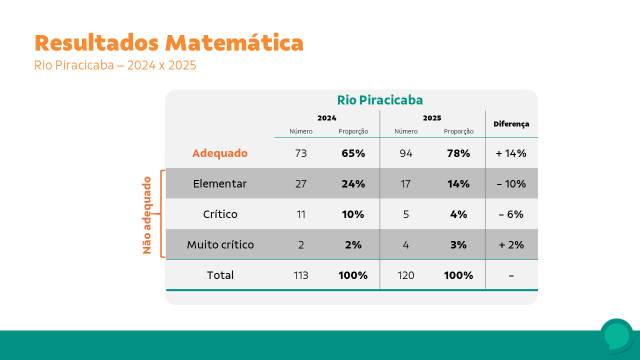 Resultados Matemática
Rio Piracicaba – 2024 x 2025
Rio Piracicaba
2024 2025 Diferença
Número Proporção Número Proporção
Adequado 73 65% 94 78% + 14%
Não adequado
Elementar 27 24% 17 14% – 10%
Crítico 11 10% 5 4% – 6%
Muito crítico 2 2% 4 3% + 2%
Total 113 100% 120 100% –